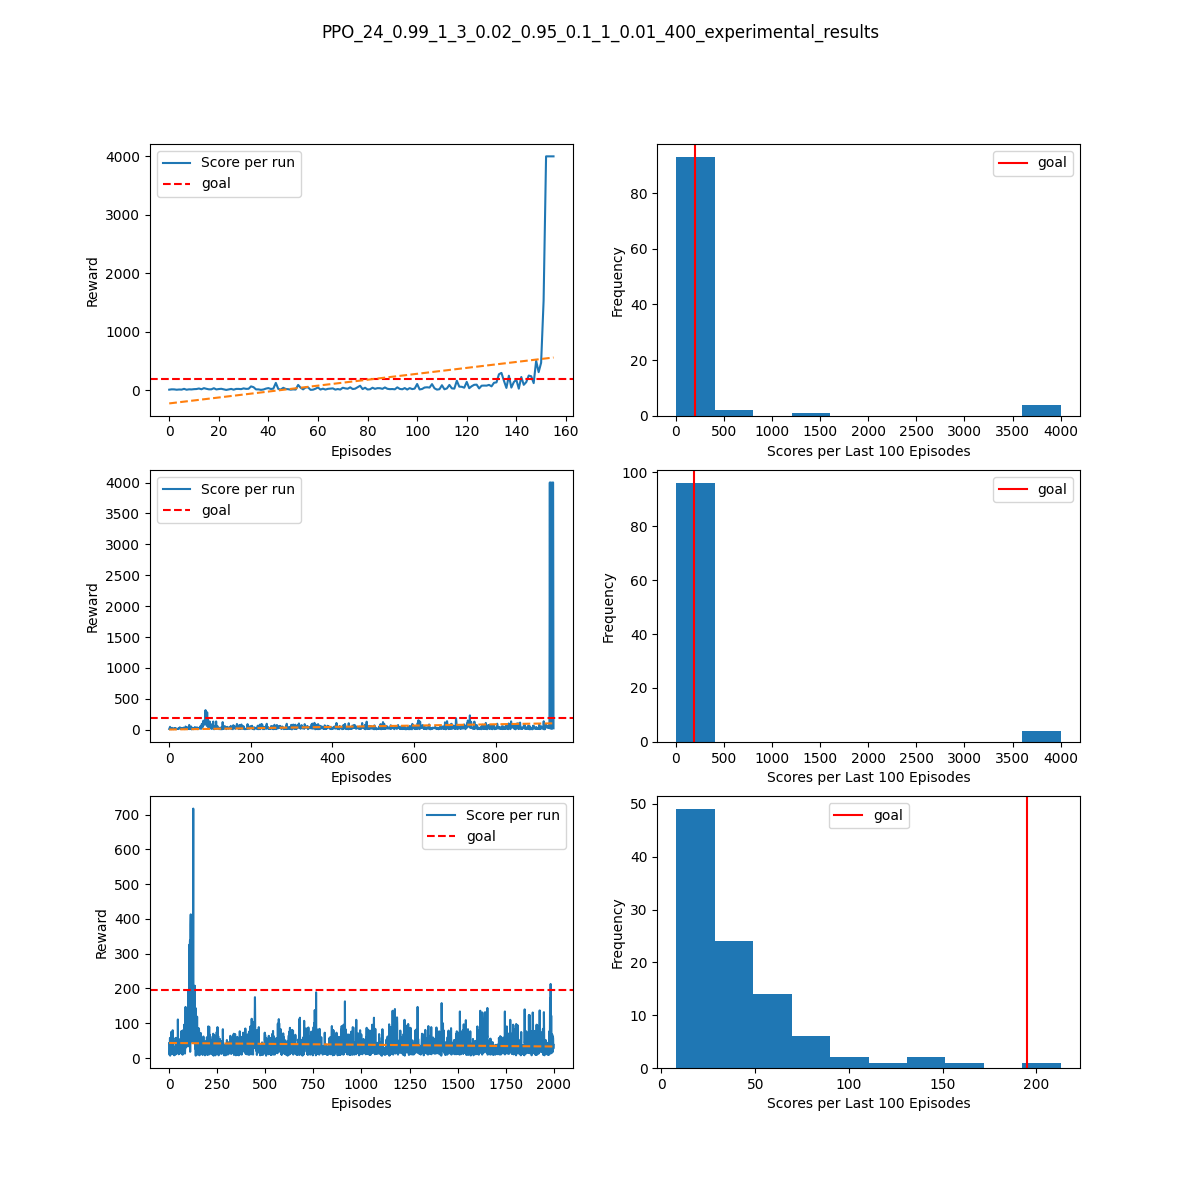 PPO_24_0.99_1_3_0.02_0.95_0.1_1_0.01_400_experimental_results
Score per run
goal
4000
3000
2000
1000
0
Reward
0 20 40 60 80 100 120 140 160
Episodes
goal
80
60
40
20
0
Frequency
0 500 1000 1500 2000 2500 3000 3500 4000
Scores per Last 100 Episodes
Score per run
goal
4000
3500
3000
2500
2000
1500
1000
500
0
Reward
0 200 400 600 800
Episodes
goal
100
80
60
40
20
0
Frequency
0 500 1000 1500 2000 2500 3000 3500 4000
Scores per Last 100 Episodes
Score per run
goal
700
600
500
400
300
200
100
0
Reward
0 250 500 750 1000 1250 1500 1750 2000
Episodes
goal
50
40
30
20
10
0
Frequency
0 50 100 150 200
Scores per Last 100 Episodes